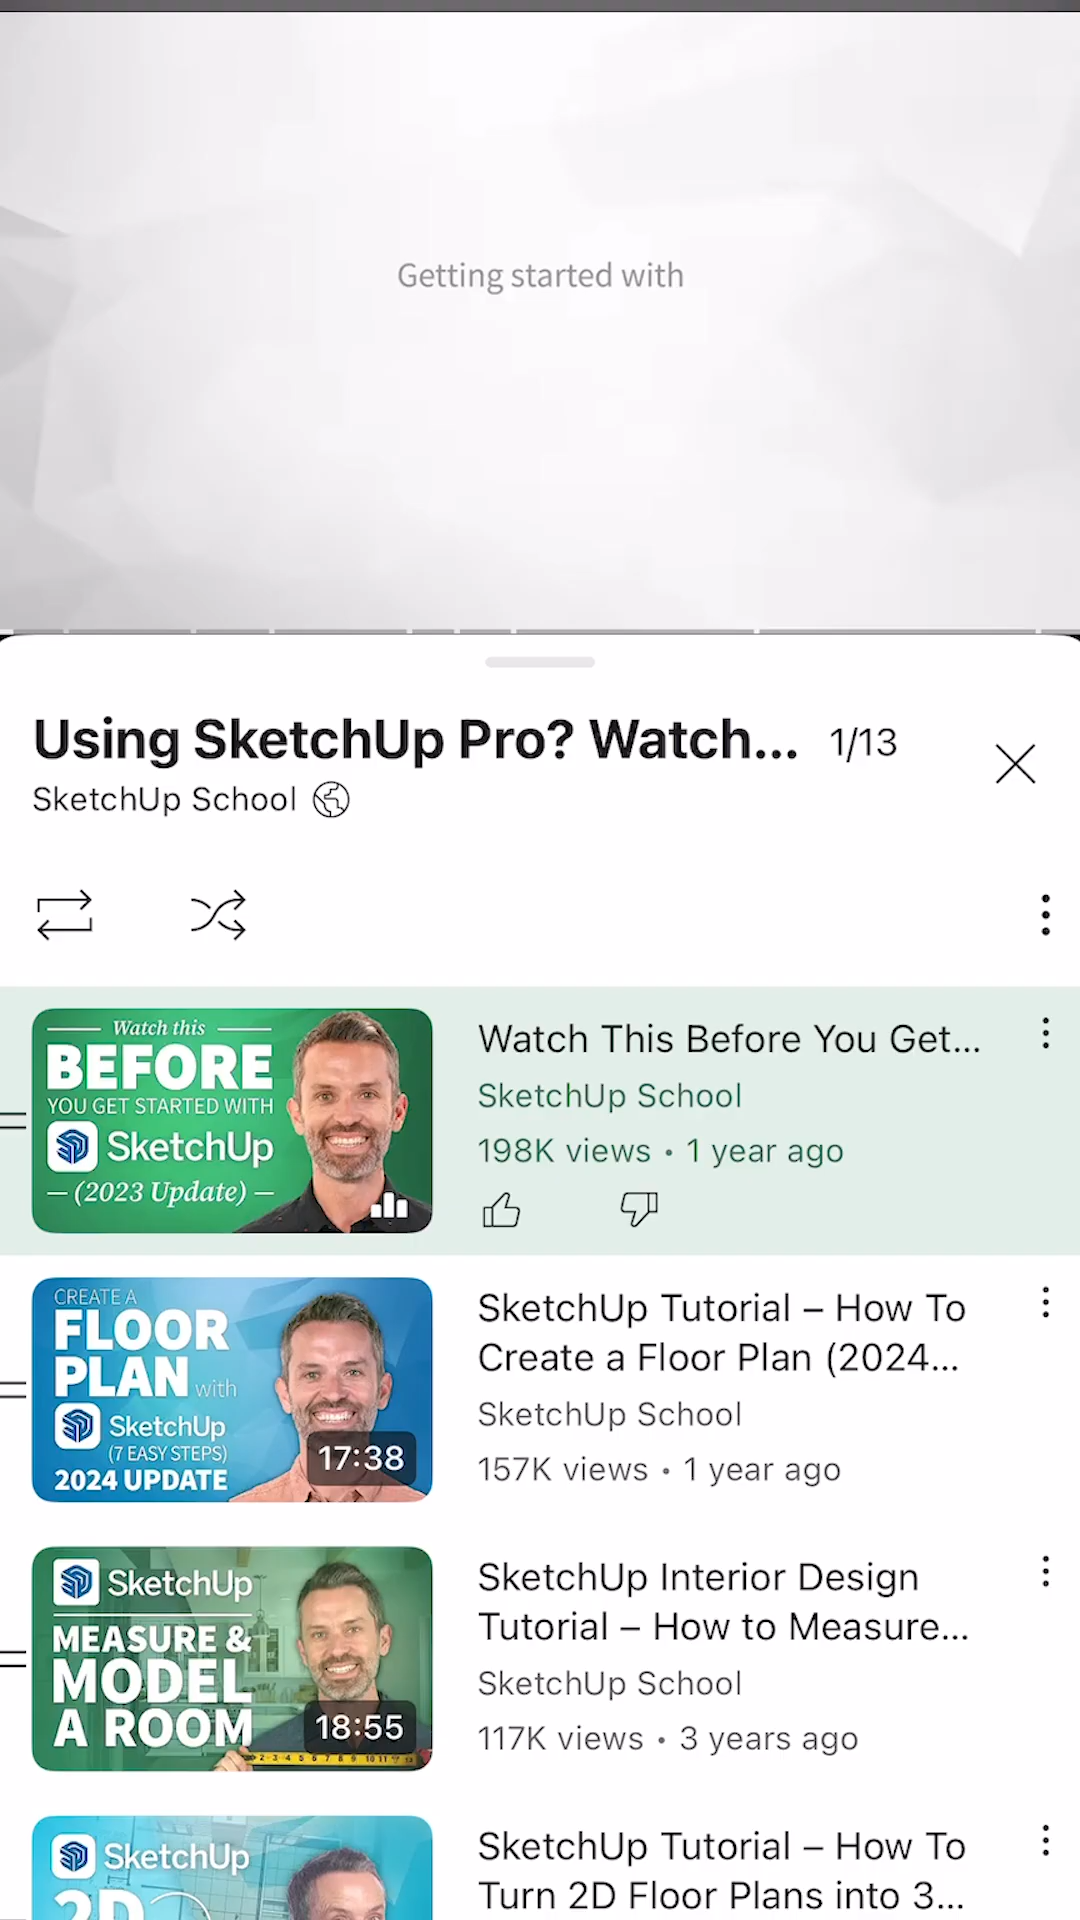 Getting started with
Using SketchUp Pro? Watch... 1/13
SketchUp School
Watch this
BEFORE
YOU GET STARTED WITH
SketchUp
(2023 Update)
Watch This Before You Get...
SketchUp School
198K views • 1 year ago
CREATE A
FLOOR
PLAN with
SketchUp
(7 EASY STEPS)
2024 UPDATE
17:38
SketchUp Tutorial – How To
Create a Floor Plan (2024...
SketchUp School
157K views • 1 year ago
SketchUp
MEASURE &
MODEL
A ROOM
18:55
SketchUp Interior Design
Tutorial – How to Measure...
SketchUp School
117K views • 3 years ago
SketchUp
2D
SketchUp Tutorial – How To
Turn 2D Floor Plans into 3...